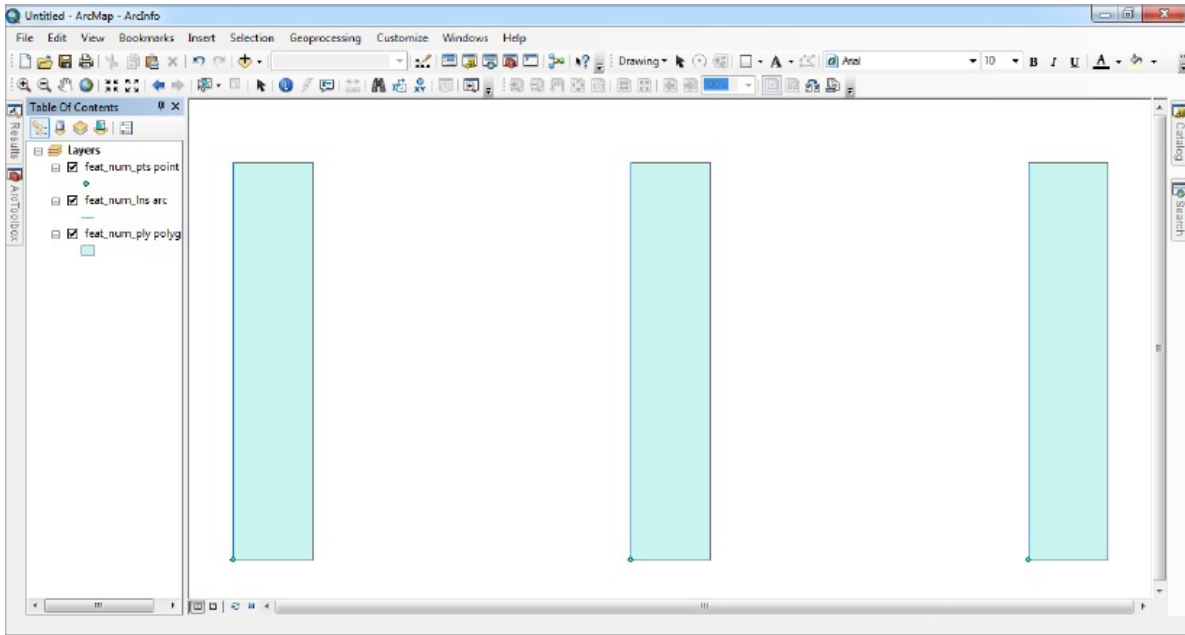 Untitled - ArcMap - ArcInfo
File Edit View Bookmarks Insert Selection Geoprocessing Customize Windows Help
Drawing Arial 10 B I U A
Table Of Contents
Layers
feat_num_pts point
feat_num_lns arc
feat_num_ply polyg
Results
ArcToolbox
Catalog
Search